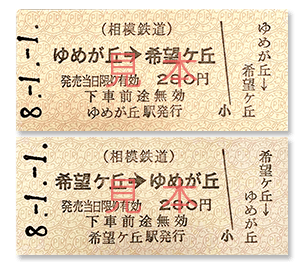 8.-1.-1.
(相模鉄道)
ゆめが丘➔希望ケ丘
発売当日限り有効 280円
下車前途無効
ゆめが丘駅発行
見本
小
ゆめが丘→希望ケ丘
8.-1.-1.
(相模鉄道)
希望ケ丘➔ゆめが丘
発売当日限り有効 280円
下車前途無効
希望ケ丘駅発行
見本
小
希望ケ丘→ゆめが丘